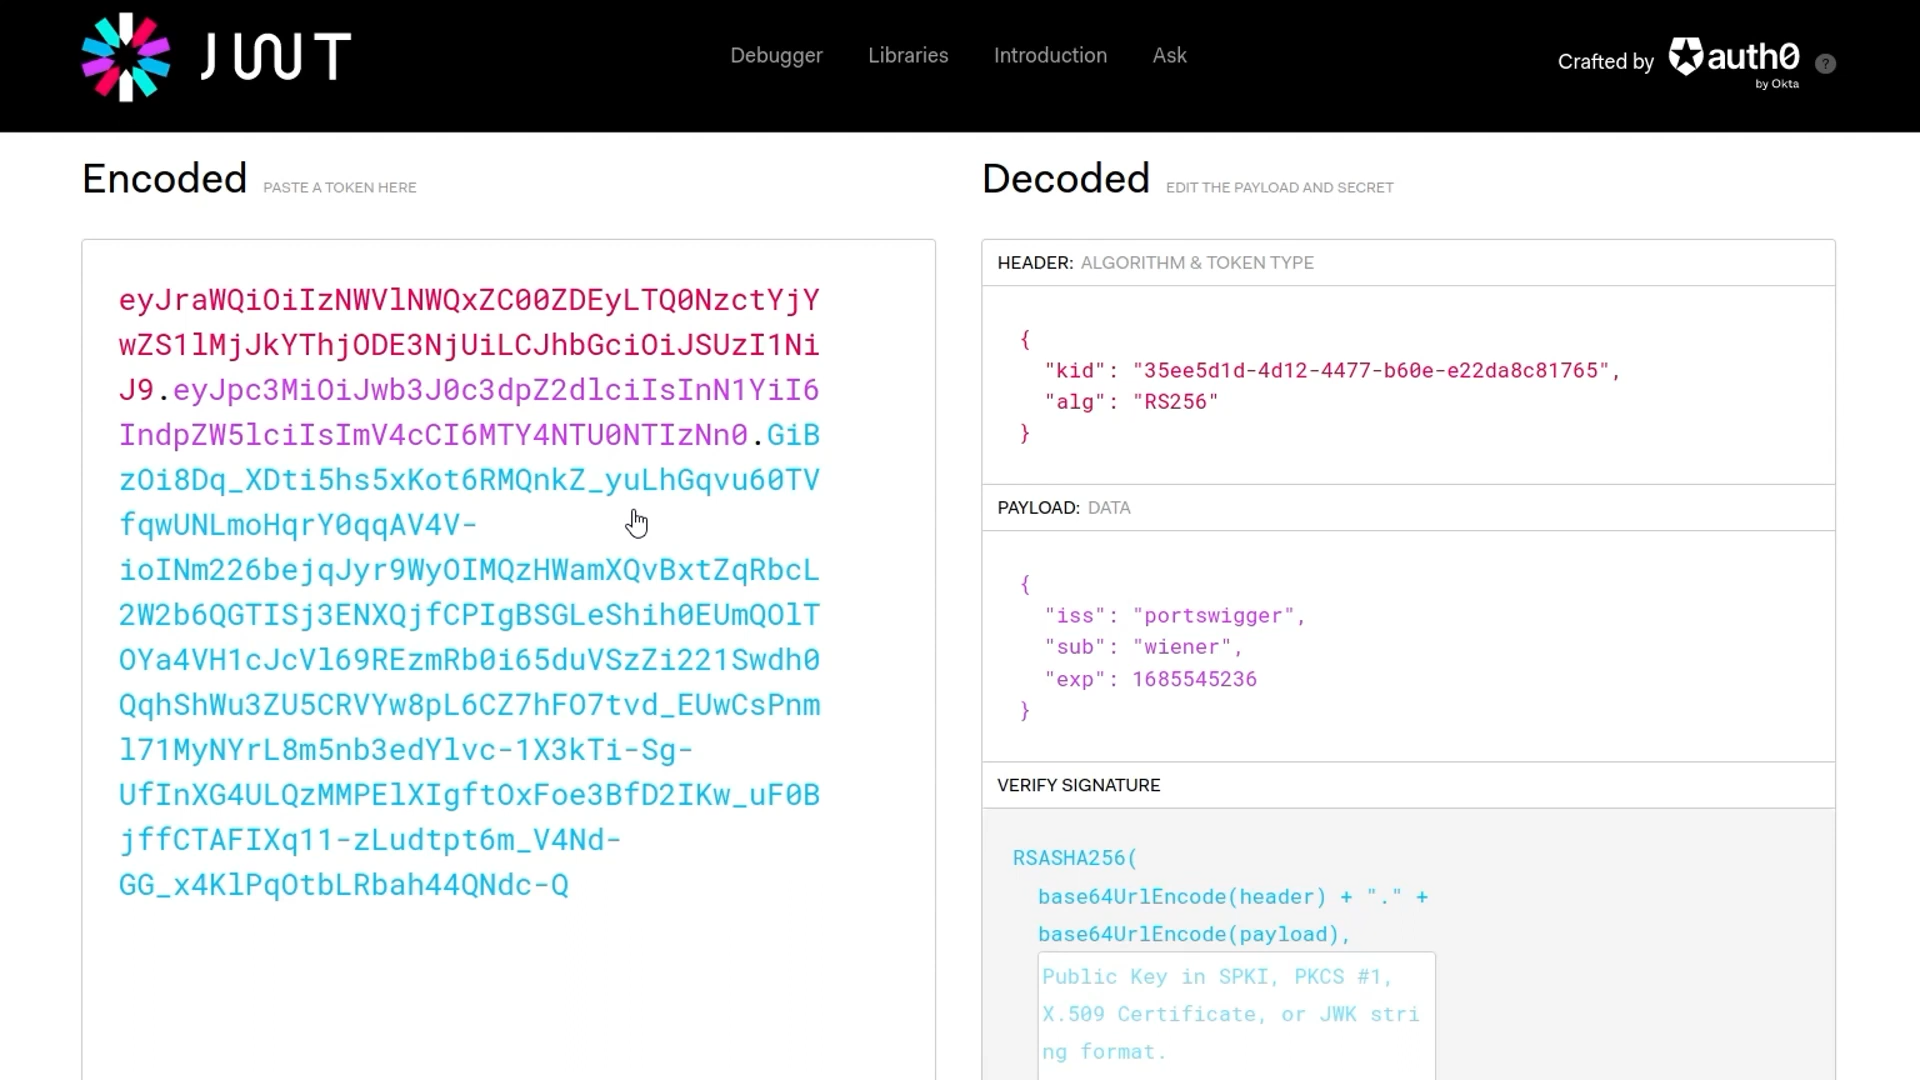 JWT
Debugger Libraries Introduction Ask
Crafted by auth0 ?
by Okta
Encoded PASTE A TOKEN HERE
Decoded EDIT THE PAYLOAD AND SECRET
eyJraWQiOiIzNWVlNWQxZC00ZDEyLTQ0NzctYjY
wZS1lMjJkYThjODE3NjUiLCJhbGciOiJSUzI1Ni
J9.eyJpc3MiOiJwb3J0c3dpZ2dlciIsInN1YiI6
IndpZW5lciIsImV4cCI6MTY4NTU0NTIzNn0.GiB
zOi8Dq_XDti5hs5xKot6RMQnkZ_yuLhGqvu60TV
fqwUNLmoHqrY0qqAV4V-
ioINm226bejqJyr9WyOIMQzHWamXQvBxtZqRbcL
2W2b6QGTISj3ENXQjfCPIgBSGLeShih0EUmQOlT
OYa4VH1cJcVl69REzmRb0i65duVSzZi221Swdh0
QqhShWu3ZU5CRVYw8pL6CZ7hFO7tvd_EUwCsPnm
l71MyNYrL8m5nb3edYlvc-1X3kTi-Sg-
UfInXG4ULQzMMPElXIgftOxFoe3BfD2IKw_uF0B
jffCTAFIXq11-zLudtpt6m_V4Nd-
GG_x4KlPqOtbLRbah44QNdc-Q
HEADER: ALGORITHM & TOKEN TYPE
{
"kid": "35ee5d1d-4d12-4477-b60e-e22da8c81765",
"alg": "RS256"
}
PAYLOAD: DATA
{
"iss": "portswigger",
"sub": "wiener",
"exp": 1685545236
}
VERIFY SIGNATURE
RSASHA256(
base64UrlEncode(header) + "." +
base64UrlEncode(payload),
Public Key in SPKI, PKCS #1,
X.509 Certificate, or JWK stri
ng format.